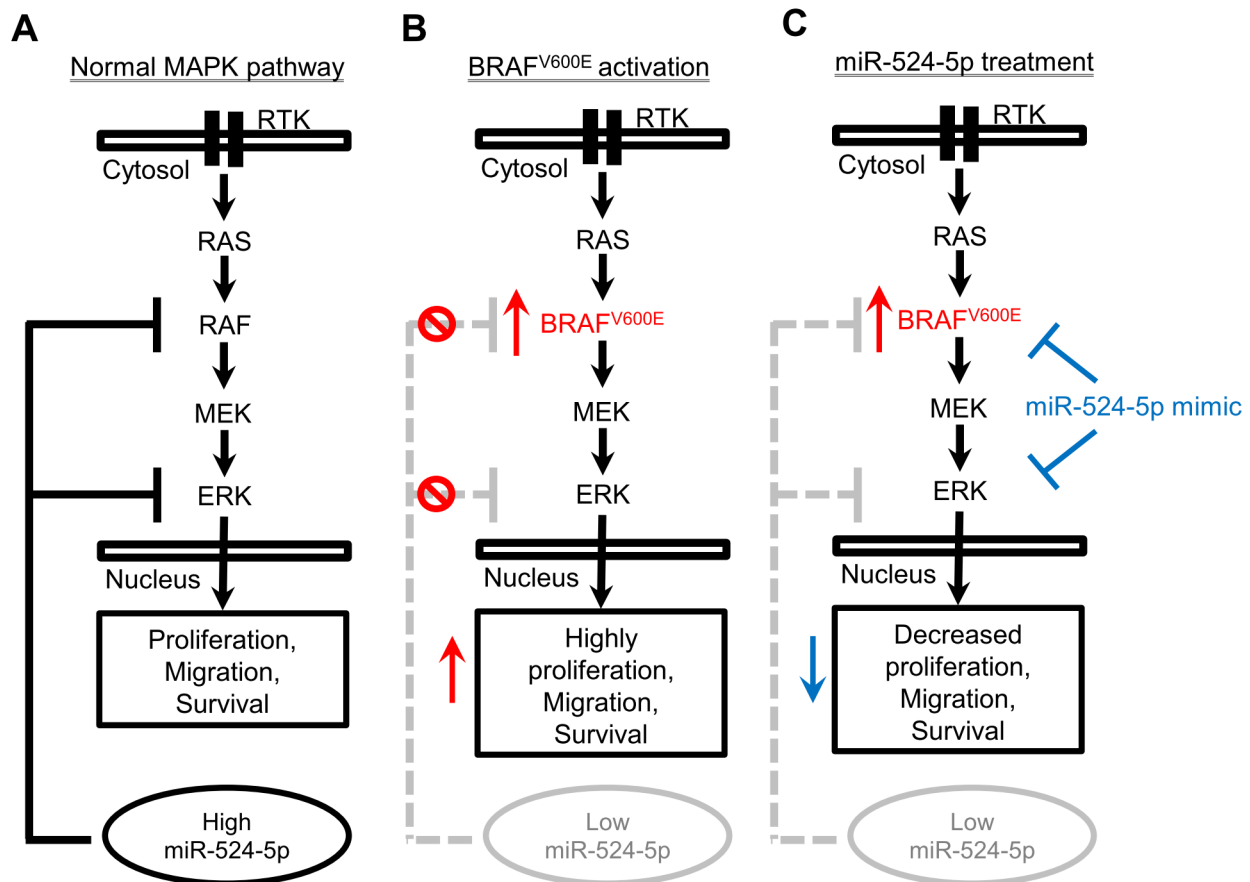 A
Normal MAPK pathway
RTK
Cytosol
RAS
RAF
MEK
ERK
Nucleus
Proliferation,
Migration,
Survival
High
miR-524-5p
B
BRAFV600E activation
RTK
Cytosol
RAS
BRAFV600E
MEK
ERK
Nucleus
Highly
proliferation,
Migration,
Survival
Low
miR-524-5p
C
miR-524-5p treatment
RTK
Cytosol
RAS
BRAFV600E
MEK
miR-524-5p mimic
ERK
Nucleus
Decreased
proliferation,
Migration,
Survival
Low
miR-524-5p